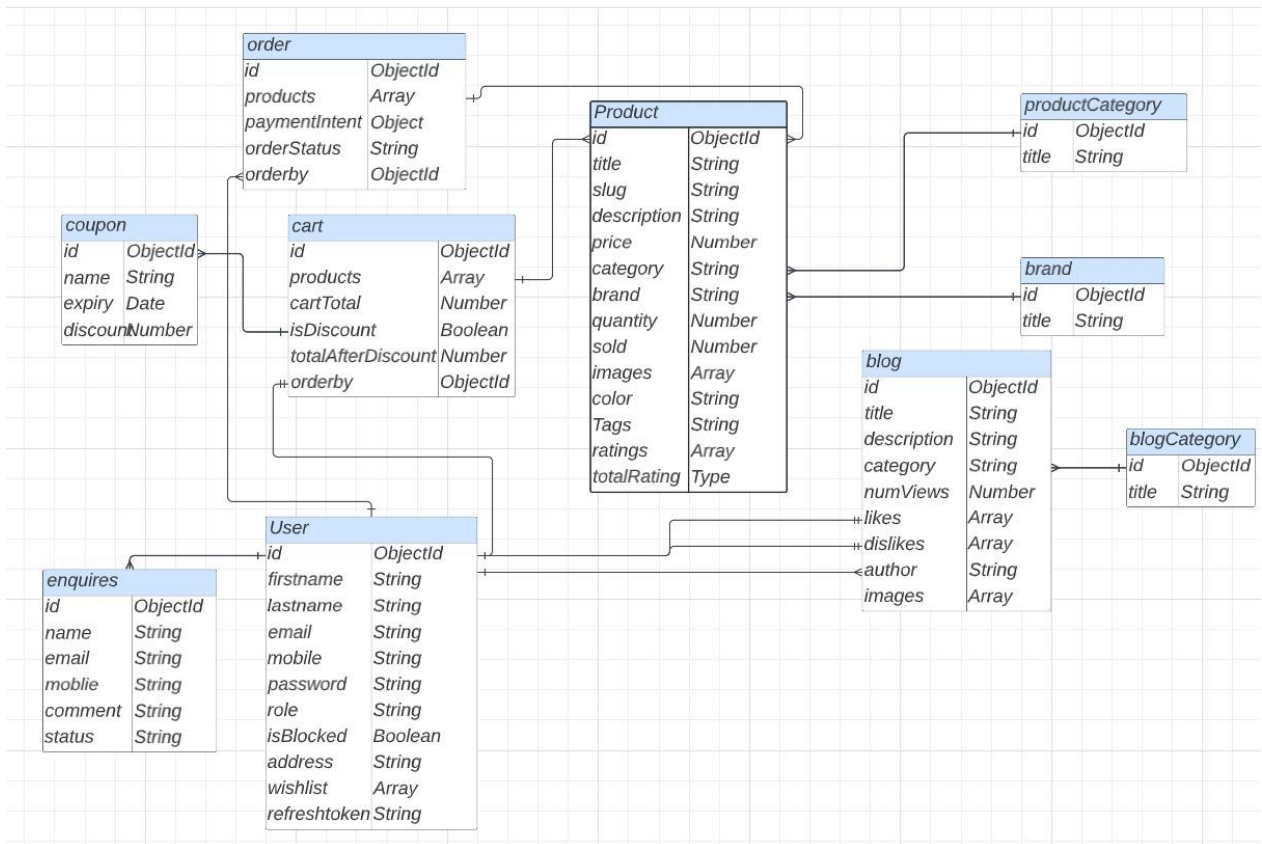 order
id ObjectId
products Array
paymentIntent Object
orderStatus String
orderby ObjectId
Product
id ObjectId
title String
slug String
description String
price Number
category String
brand String
quantity Number
sold Number
images Array
color String
Tags String
ratings Array
totalRating Type
productCategory
id ObjectId
title String
coupon
id ObjectId
name String
expiry Date
discount Number
cart
id ObjectId
products Array
cartTotal Number
isDiscount Boolean
totalAfterDiscount Number
orderby ObjectId
brand
id ObjectId
title String
blog
id ObjectId
title String
description String
category String
numViews Number
likes Array
dislikes Array
author String
images Array
blogCategory
id ObjectId
title String
User
id ObjectId
firstname String
lastname String
email String
mobile String
password String
role String
isBlocked Boolean
address String
wishlist Array
refreshtoken String
enquires
id ObjectId
name String
email String
moblie String
comment String
status String